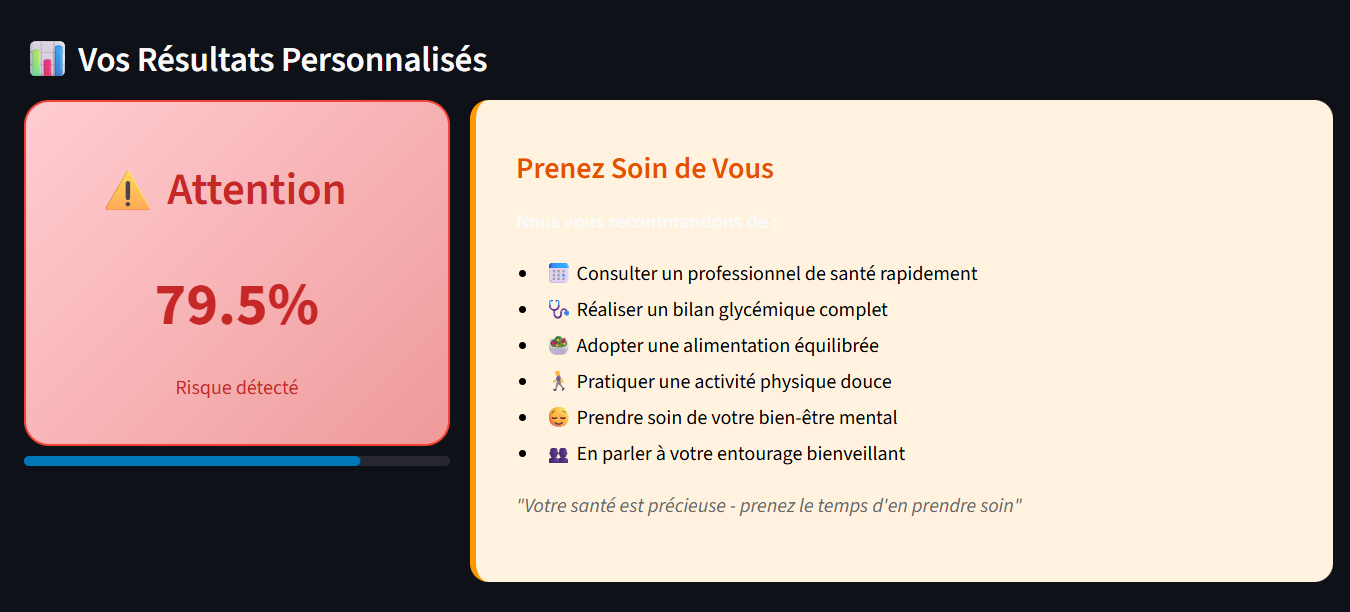 Vos Résultats Personnalisés
Attention
79.5%
Risque détecté
Prenez Soin de Vous
Nous vous recommandons de :
Consulter un professionnel de santé rapidement
Réaliser un bilan glycémique complet
Adopter une alimentation équilibrée
Pratiquer une activité physique douce
Prendre soin de votre bien-être mental
En parler à votre entourage bienveillant
"Votre santé est précieuse - prenez le temps d'en prendre soin"